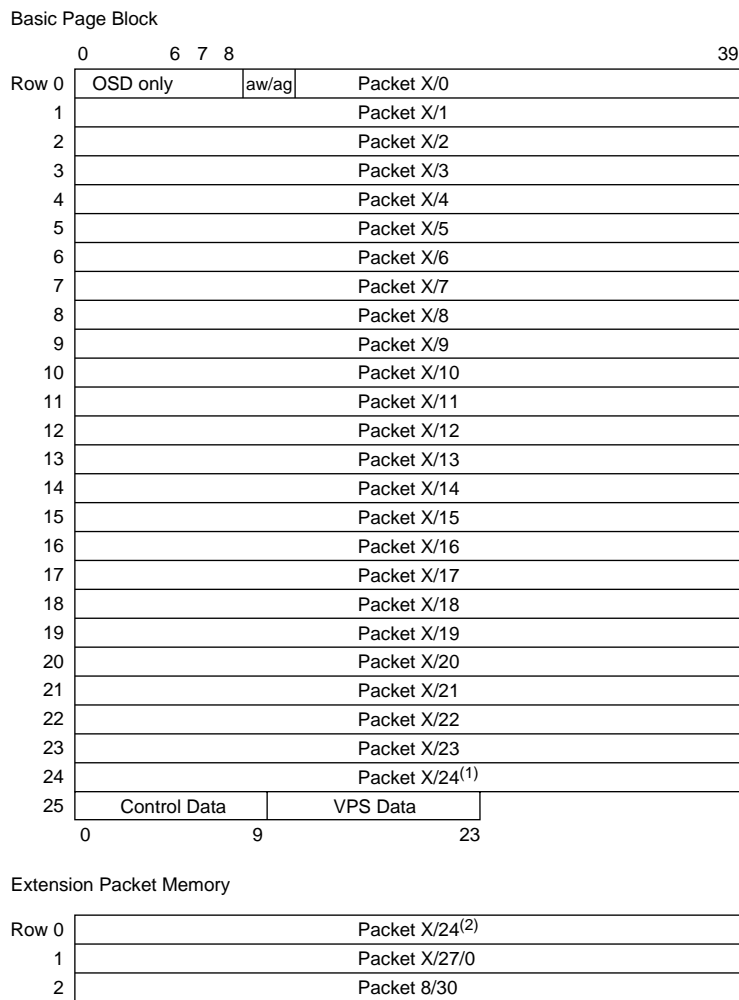 Basic Page Block
0 6 7 8 39
Row 0 OSD only aw/ag Packet X/0
1 Packet X/1
2 Packet X/2
3 Packet X/3
4 Packet X/4
5 Packet X/5
6 Packet X/6
7 Packet X/7
8 Packet X/8
9 Packet X/9
10 Packet X/10
11 Packet X/11
12 Packet X/12
13 Packet X/13
14 Packet X/14
15 Packet X/15
16 Packet X/16
17 Packet X/17
18 Packet X/18
19 Packet X/19
20 Packet X/20
21 Packet X/21
22 Packet X/22
23 Packet X/23
24 Packet X/24(1)
25 Control Data VPS Data
0 9 23
Extension Packet Memory
Row 0 Packet X/24(2)
1 Packet X/27/0
2 Packet 8/30